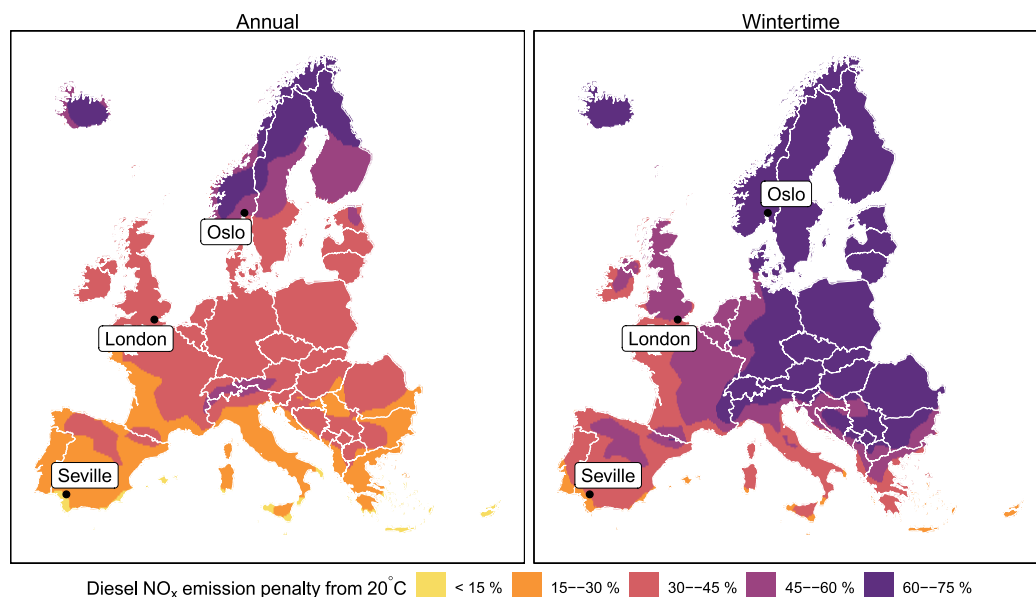 Annual
Wintertime
Oslo
London
Seville
Oslo
London
Seville
Diesel NOx emission penalty from 20°C < 15 % 15−−30 % 30−−45 % 45−−60 % 60−−75 %